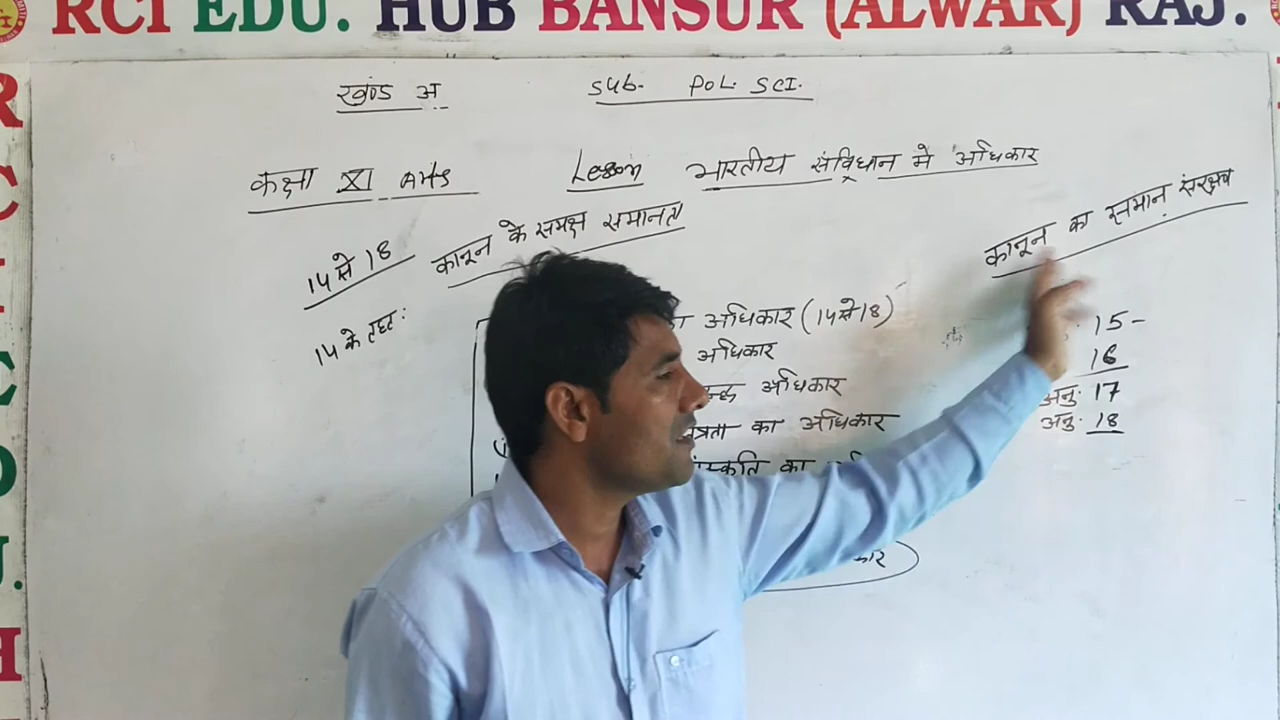 RCI EDU. HUB BANSUR (ALWAR) RAJ.
खण्ड अ
Sub. POL. SCI.
कक्षा XI Arts
Lesson भारतीय संविधान मे अधिकार
14 से 18
कानून के समक्ष समानता
कानून का समान संरक्षण
14 के तहत:
अधिकार (14 से 18)
अधिकार
अधिकार
का अधिकार
का
15-
16
अनु. 17
अनु. 18